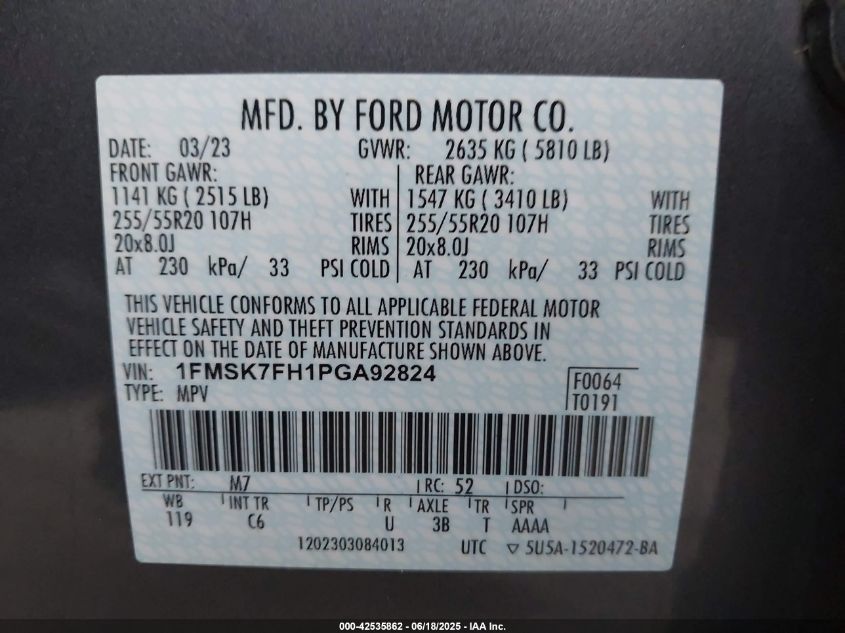 MFD. BY FORD MOTOR CO.
DATE: 03/23 GVWR: 2635 KG ( 5810 LB)
FRONT GAWR: REAR GAWR:
1141 KG ( 2515 LB) WITH 1547 KG ( 3410 LB) WITH
255/55R20 107H TIRES 255/55R20 107H TIRES
20x8.0J RIMS 20x8.0J RIMS
AT 230 kPa/ 33 PSI COLD AT 230 kPa/ 33 PSI COLD
THIS VEHICLE CONFORMS TO ALL APPLICABLE FEDERAL MOTOR
VEHICLE SAFETY AND THEFT PREVENTION STANDARDS IN
EFFECT ON THE DATE OF MANUFACTURE SHOWN ABOVE.
VIN: 1FMSK7FH1PGA92824 F0064
TYPE: MPV T0191
EXT PNT: M7 RC: 52 DSO:
WB INT TR TP/PS R AXLE TR SPR
119 C6 U 3B T AAAA
1202303084013 UTC ▽ 5U5A-1520472-BA
000-42535862 - 06/18/2025 - IAA Inc.